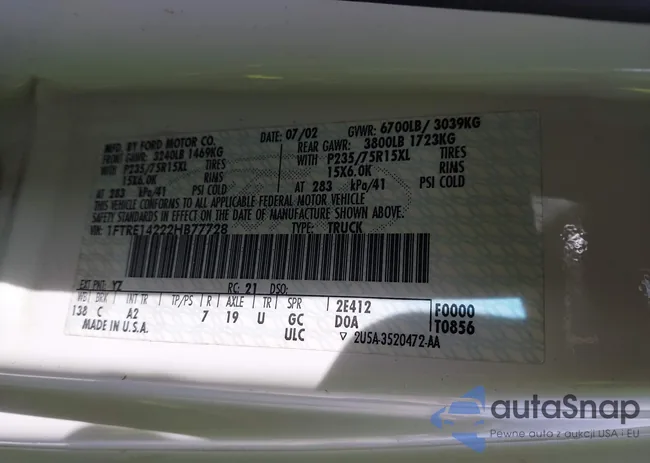 MFD. BY FORD MOTOR CO. DATE: 07/02 GVWR: 6700LB/ 3039KG
FRONT GAWR: 3240LB 1469KG REAR GAWR: 3800LB 1723KG
WITH P235/75R15XL TIRES WITH P235/75R15XL TIRES
15X6.0K RIMS 15X6.0K RIMS
AT 283 kPa/41 PSI COLD AT 283 kPa/41 PSI COLD
THIS VEHICLE CONFORMS TO ALL APPLICABLE FEDERAL MOTOR VEHICLE
SAFETY STANDARDS IN EFFECT ON THE DATE OF MANUFACTURE SHOWN ABOVE.
VIN: 1FTRE14222HB77728 TYPE: TRUCK
EXT PNT: YZ RC: 21 DSO:
WB BRK INT TR TP/PS R AXLE TR SPR 2E412 F0000
138 C A2 7 19 U GC D0A T0856
MADE IN U.S.A. ULC ▽ 2U5A-3520472-AA
autaSnap
Pewne auto z aukcji USA i EU